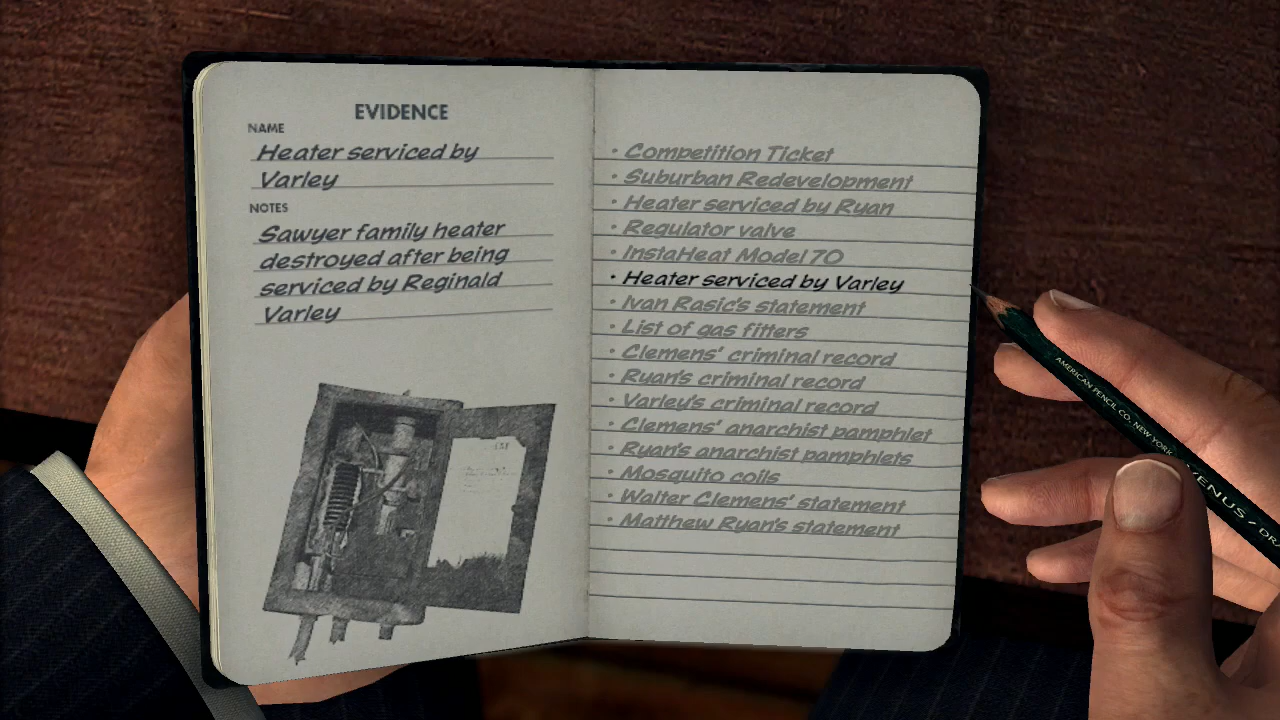 EVIDENCE
NAME
Heater serviced by
Varley
NOTES
Sawyer family heater
destroyed after being
serviced by Reginald
Varley
• Competition Ticket
• Suburban Redevelopment
• Heater serviced by Ryan
• Regulator valve
• InstaHeat Model 70
• Heater serviced by Varley
• Ivan Rasic's statement
• List of gas fitters
• Clemens' criminal record
• Ryan's criminal record
• Varley's criminal record
• Clemens' anarchist pamphlet
• Ryan's anarchist pamphlets
• Mosquito coils
• Walter Clemens' statement
• Matthew Ryan's statement
AMERICAN PENCIL CO. NEW YORK
VENUS / DRA